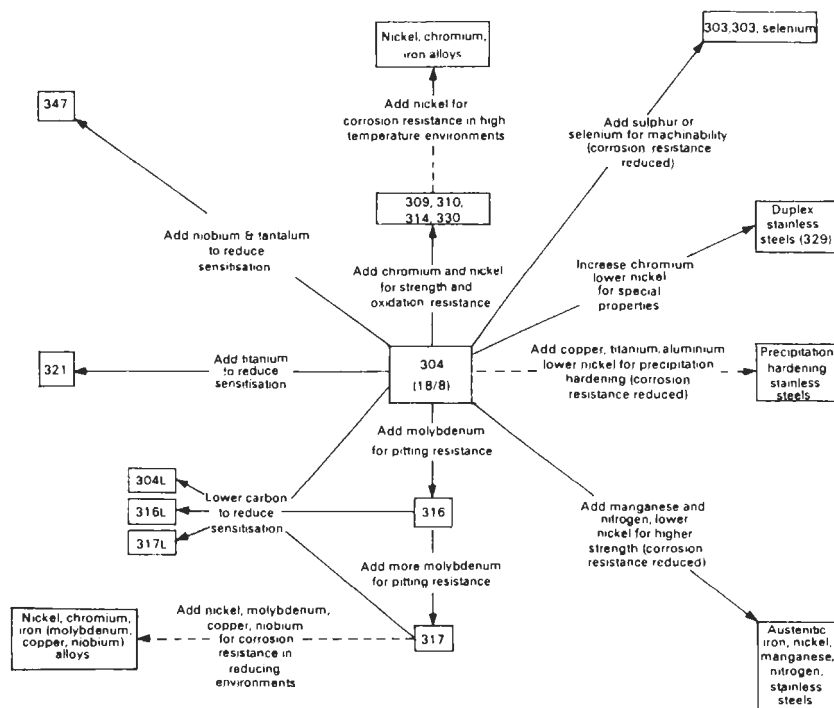 Nickel, chromium,
iron alloys
303,303, selenium
347
Add nickel for
corrosion resistance in high
temperature environments
Add sulphur or
selenium for machinability
(corrosion resistance
reduced)
309, 310,
314, 330
Duplex
stainless
steels (329)
Add niobium & tantalum
to reduce
sensitisation
Add chromium and nickel
for strength and
oxidation resistance
Increase chromium
lower nickel
for special
properties
321
Add titanium
to reduce
sensitisation
304
(18/8)
Add copper, titanium, aluminium
lower nickel for precipitation
hardening (corrosion
resistance reduced)
Precipitation
hardening
stainless
steels
Add molybdenum
for pitting resistance
304L
316L
317L
Lower carbon
to reduce
sensitisation
316
Add manganese and
nitrogen, lower
nickel for higher
strength (corrosion
resistance reduced)
Add more molybdenum
for pitting resistance
Nickel, chromium,
iron (molybdenum,
copper, niobium)
alloys
Add nickel, molybdenum,
copper, niobium
for corrosion
resistance in
reducing
environments
317
Austenitic
iron, nickel,
manganese,
nitrogen,
stainless
steels